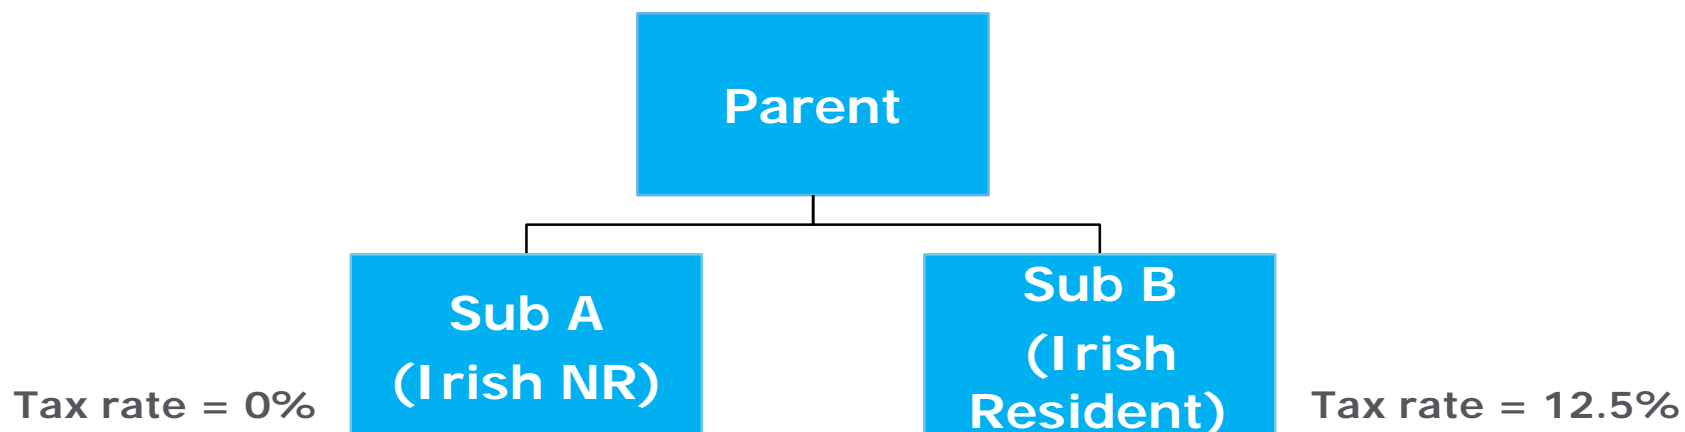 Parent
Sub A
(Irish NR)
Sub B
(Irish
Resident)
Tax rate = 0%
Tax rate = 12.5%